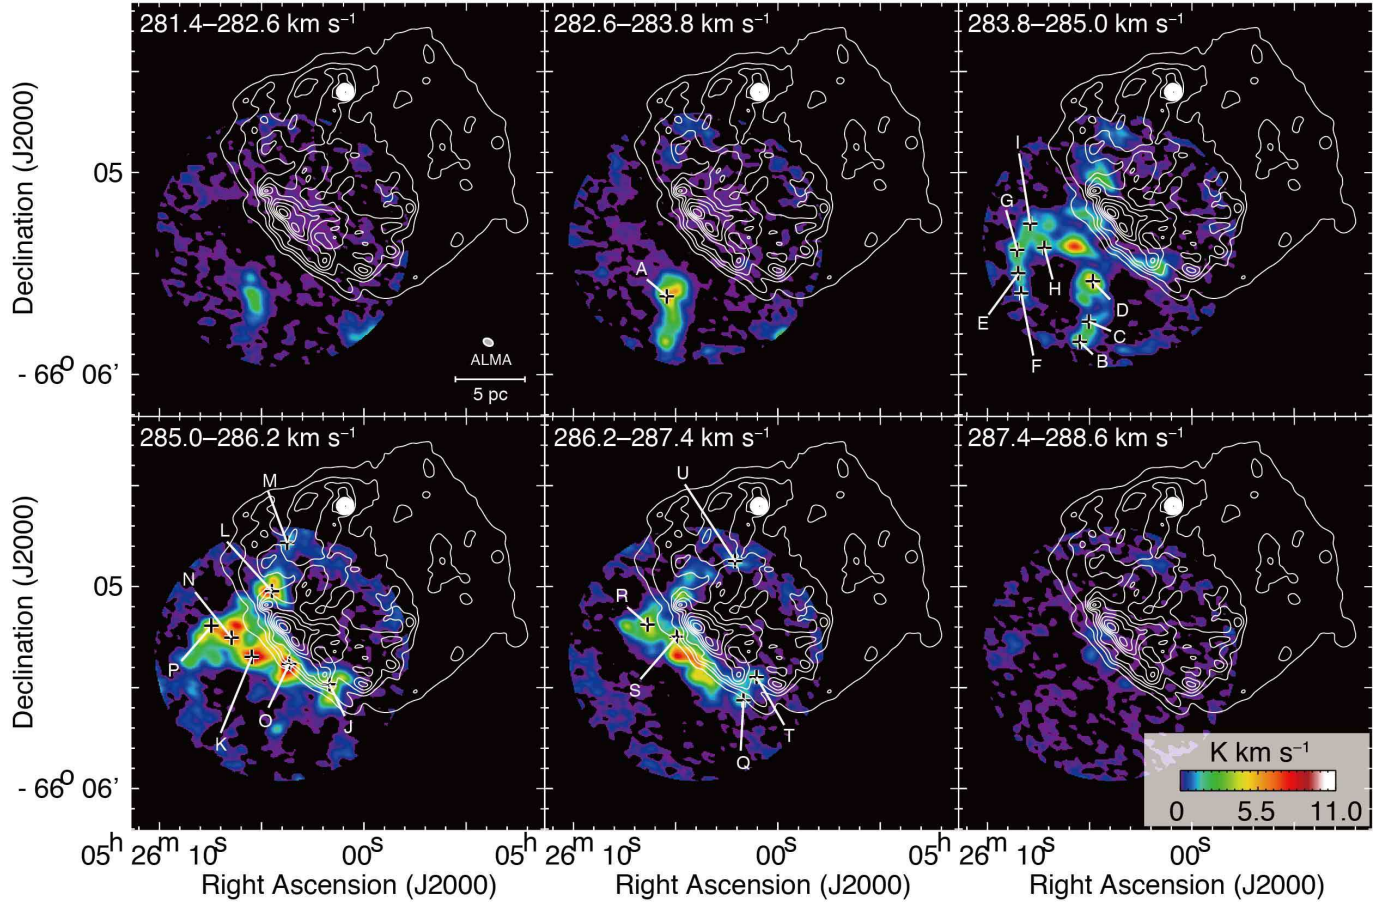 281.4–282.6 km s⁻¹
282.6–283.8 km s⁻¹
283.8–285.0 km s⁻¹
Declination (J2000)
05
- 66° 06’
ALMA
5 pc
A
I
G
E
F
H
D
C
B
285.0–286.2 km s⁻¹
286.2–287.4 km s⁻¹
287.4–288.6 km s⁻¹
Declination (J2000)
05
- 66° 06’
M
L
N
P
K
O
J
U
R
S
Q
T
K km s⁻¹
0 5.5 11.0
05ʰ 26ᵐ 10ˢ 00ˢ 05ʰ 26ᵐ 10ˢ 00ˢ 05ʰ 26ᵐ 10ˢ 00ˢ
Right Ascension (J2000) Right Ascension (J2000) Right Ascension (J2000)